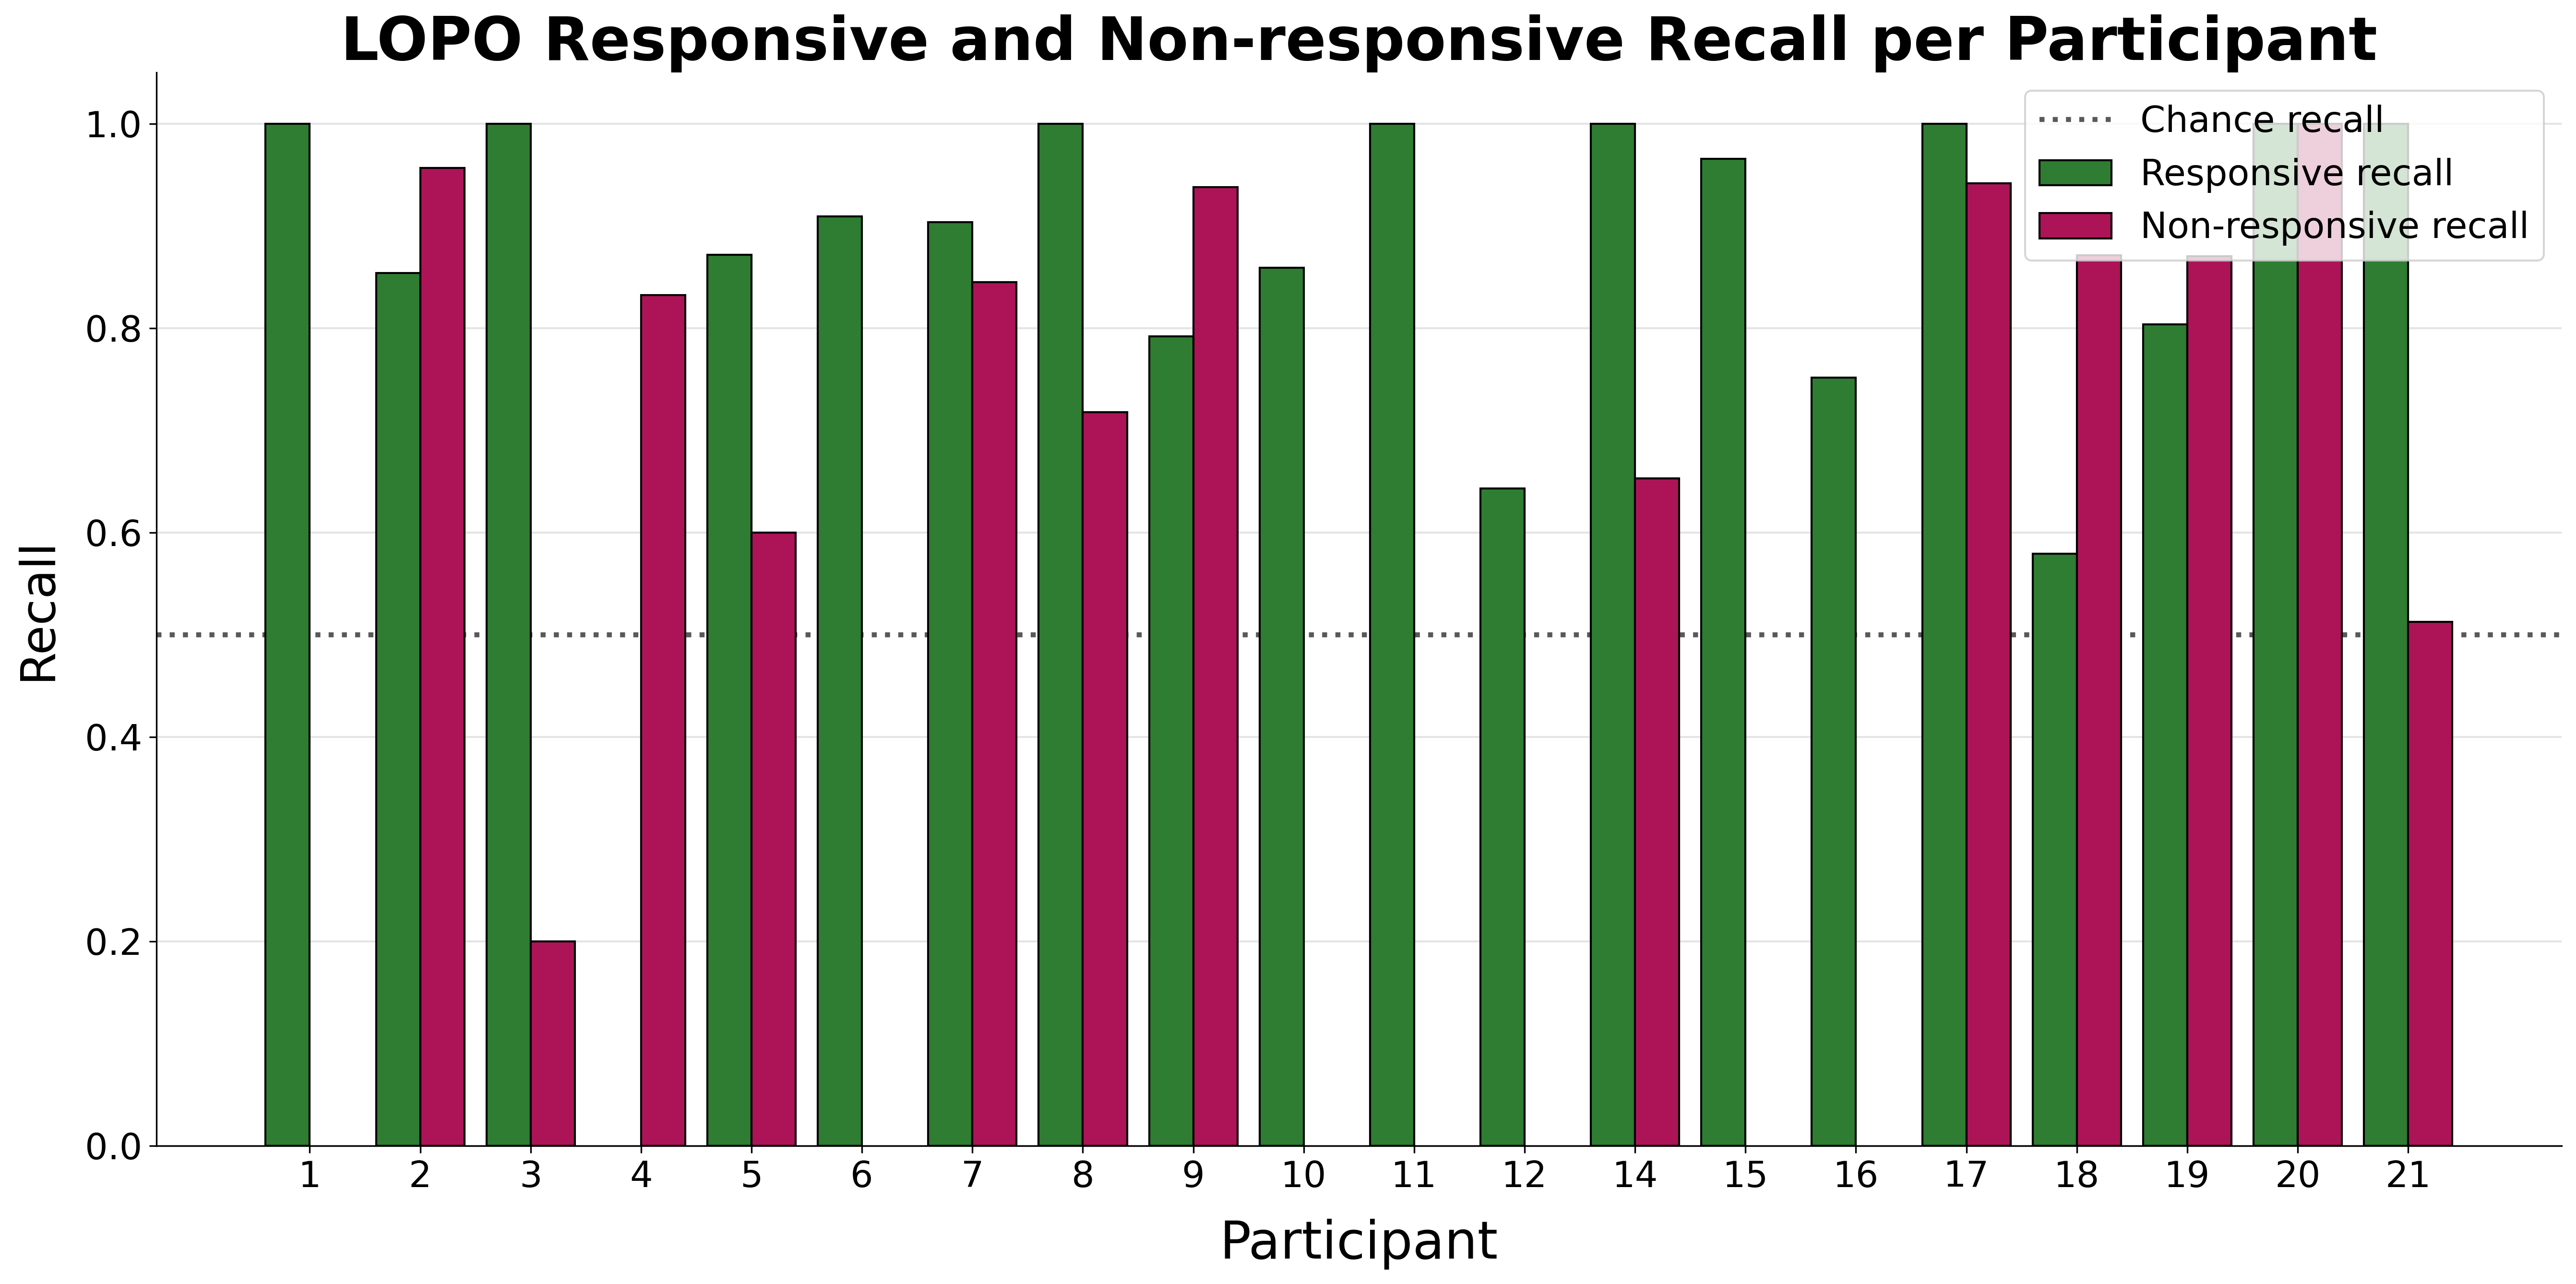 LOPO Responsive and Non-responsive Recall per Participant
Chance recall
Responsive recall
Non-responsive recall
1.0
0.8
0.6
0.4
0.2
0.0
Recall
1 2 3 4 5 6 7 8 9 10 11 12 14 15 16 17 18 19 20 21
Participant